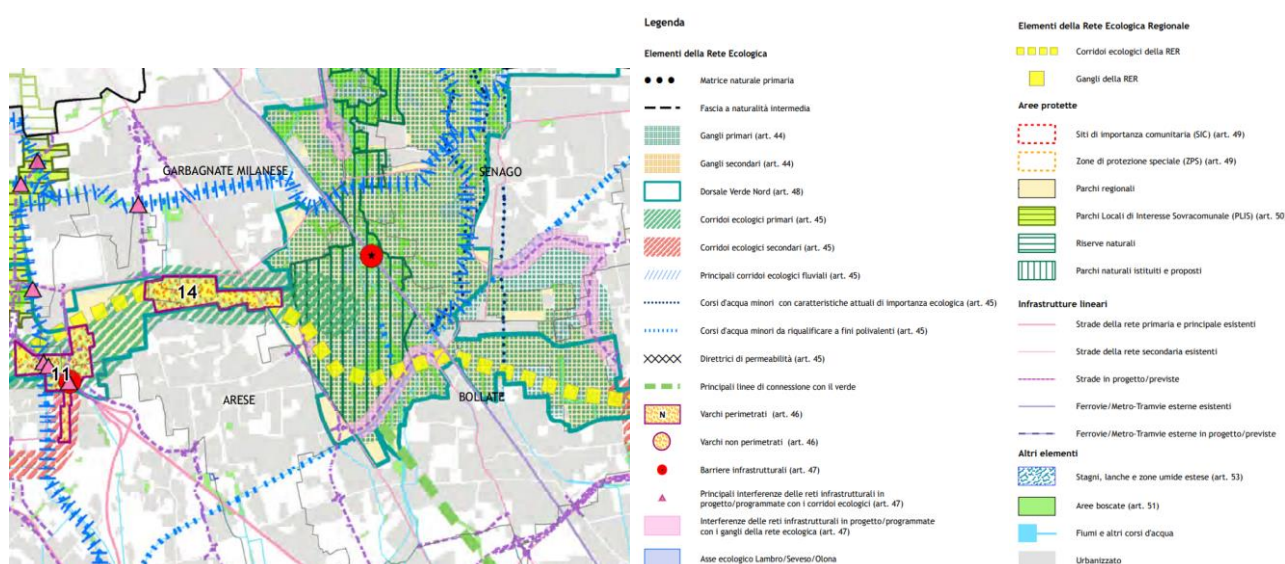 GARBAGNATE MILANESE
SENAGO
14
11
ARESE
BOLLATE
Legenda
Elementi della Rete Ecologica
Matrice naturale primaria
Fascia a naturalità intermedia
Gangli primari (art. 44)
Gangli secondari (art. 44)
Dorsale Verde Nord (art. 48)
Corridoi ecologici primari (art. 45)
Corridoi ecologici secondari (art. 45)
Principali corridoi ecologici fluviali (art. 45)
Corsi d'acqua minori con caratteristiche attuali di importanza ecologica (art. 45)
Corsi d'acqua minori da riqualificare a fini polivalenti (art. 45)
Direttrici di permeabilità (art. 45)
Principali linee di connessione con il verde
N
Varchi perimetrati (art. 46)
Varchi non perimetrati (art. 46)
Barriere infrastrutturali (art. 47)
Principali interferenze delle reti infrastrutturali in
progetto/programmate con i corridoi ecologici (art. 47)
Interferenze delle reti infrastrutturali in progetto/programmate
con i gangli della rete ecologica (art. 47)
Asse ecologico Lambro/Seveso/Olona
Elementi della Rete Ecologica Regionale
Corridoi ecologici della RER
Gangli della RER
Aree protette
Siti di importanza comunitaria (SIC) (art. 49)
Zone di protezione speciale (ZPS) (art. 49)
Parchi regionali
Parchi Locali di Interesse Sovracomunale (PLIS) (art. 50
Riserve naturali
Parchi naturali istituiti e proposti
Infrastrutture lineari
Strade della rete primaria e principale esistenti
Strade della rete secondaria esistenti
Strade in progetto/previste
Ferrovie/Metro-Tramvie esterne esistenti
Ferrovie/Metro-Tramvie esterne in progetto/previste
Altri elementi
Stagni, lanche e zone umide estese (art. 53)
Aree boscate (art. 51)
Fiumi e altri corsi d'acqua
Urbanizzato